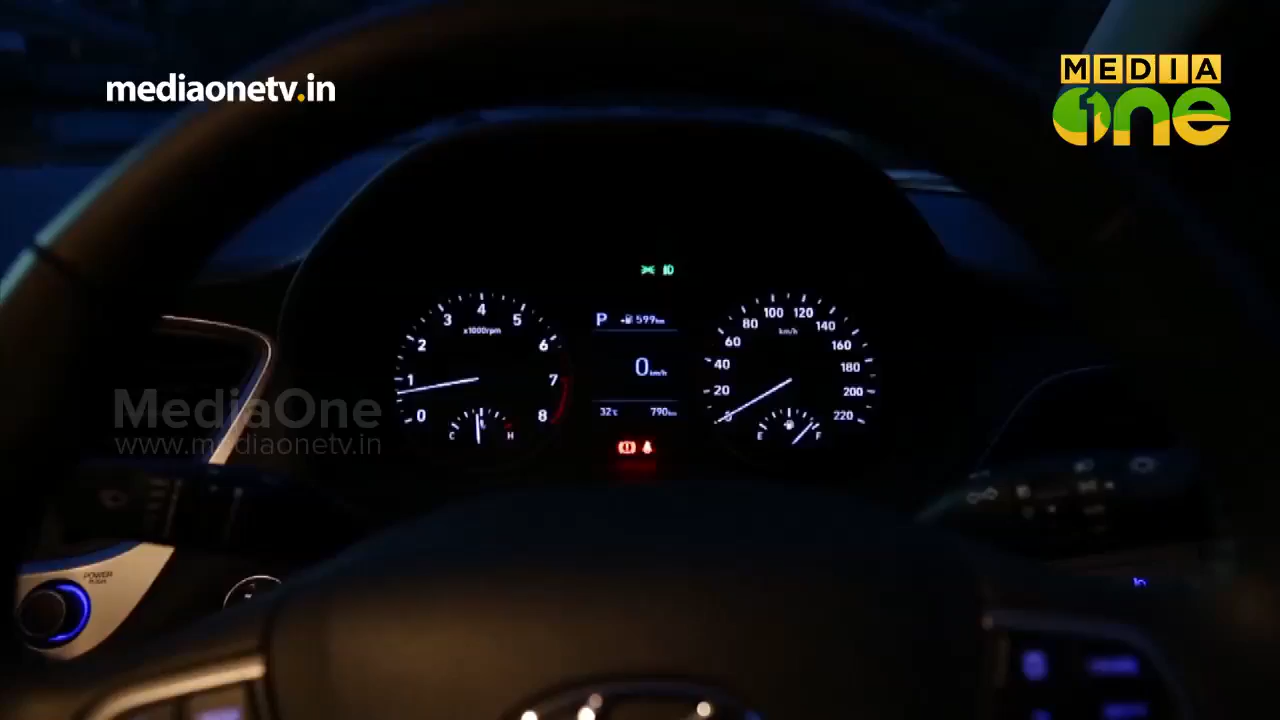 mediaonetv.in
MEDIA
One
MediaOne
www.mediaonetv.in
0 1 2 3 4 5 6 7 8
x1000rpm
C H
P 599km
0 km/h
32°C 790km
0 20 40 60 80 100 120 140 160 180 200 220
km/h
E F
POWER
PUSH